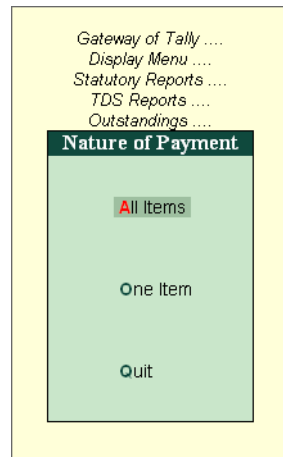 Gateway of Tally ....
Display Menu ....
Statutory Reports ....
TDS Reports ....
Outstandings ....
Nature of Payment
All Items
One Item
Quit